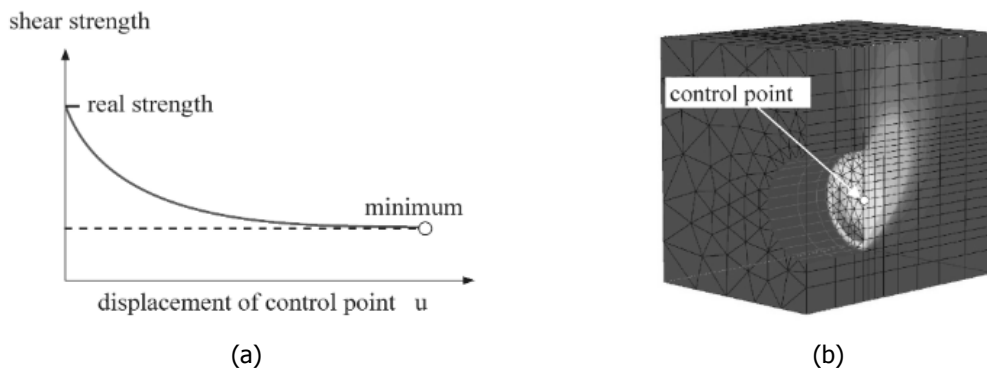 shear strength
real strength
minimum
displacement of control point u
(a)
control point
(b)